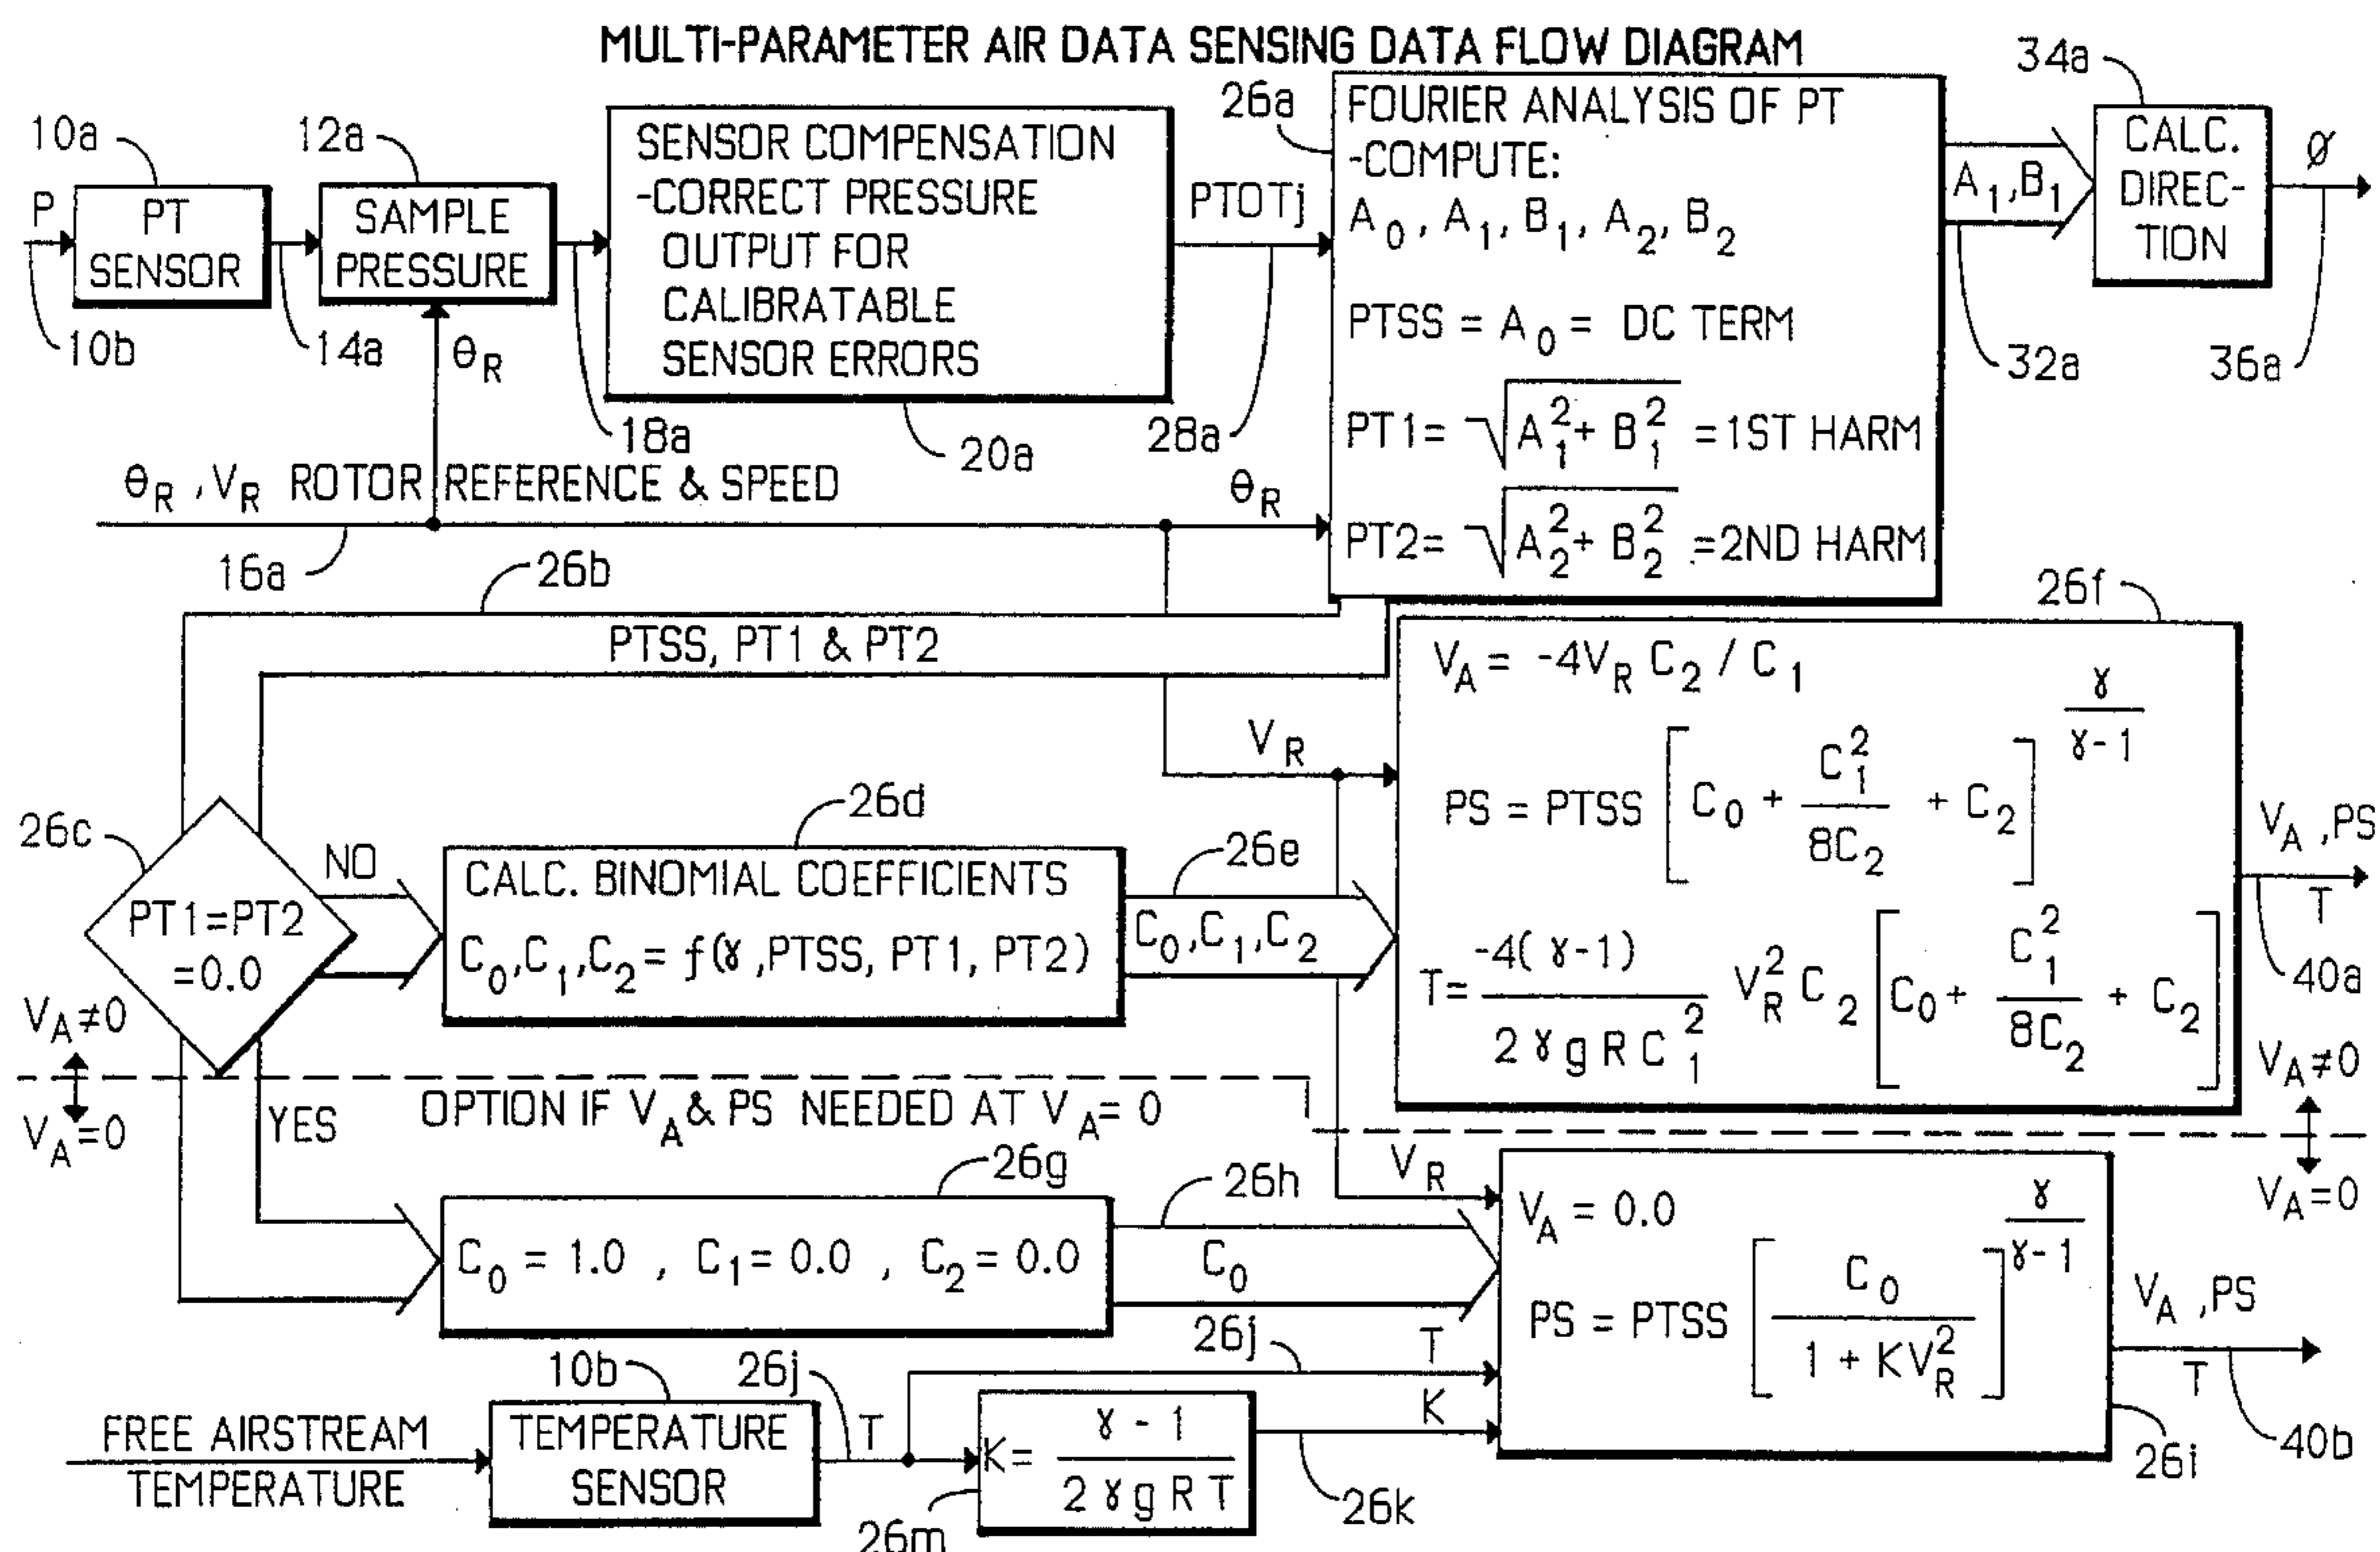 MULTI-PARAMETER AIR DATA SENSING DATA FLOW DIAGRAM
10a
P
PT
SENSOR
10b
14a
12a
SAMPLE
PRESSURE
θR
18a
SENSOR COMPENSATION
-CORRECT PRESSURE
OUTPUT FOR
CALIBRATABLE
SENSOR ERRORS
20a
PTOTj
28a
26a
FOURIER ANALYSIS OF PT
-COMPUTE:
A0, A1, B1, A2, B2
PTSS = A0 = DC TERM
PT1= √A1²+ B1² =1ST HARM
PT2= √A2²+ B2² =2ND HARM
A1,B1
32a
34a
CALC.
DIREC-
TION
Ø
36a
θR ,VR ROTOR REFERENCE & SPEED
16a
θR
26b
PTSS, PT1 & PT2
26c
PT1=PT2
=0.0
NO
YES
VA≠0
VA=0
26d
CALC. BINOMIAL COEFFICIENTS
C0,C1,C2= ƒ(γ ,PTSS, PT1, PT2)
26e
C0,C1,C2
VR
26f
VA = -4VR C2 / C1
PS = PTSS [C0 + C1²/8C2 + C2] γ/γ-1
T= -4( γ-1)/2 γ g R C1² VR² C2 [C0+ C1²/8C2 + C2]
VA ,PS
T
40a
VA≠0
VA=0
OPTION IF VA& PS NEEDED AT VA= 0
26g
C0 = 1.0 , C1= 0.0 , C2= 0.0
26h
C0
VR
VA = 0.0
PS = PTSS [C0/1 + KVR²] γ/γ-1
26i
VA ,PS
T
40b
FREE AIRSTREAM
TEMPERATURE
10b
TEMPERATURE
SENSOR
26j
T
26j
T
K= γ - 1/2 γ g R T
26m
K
26k